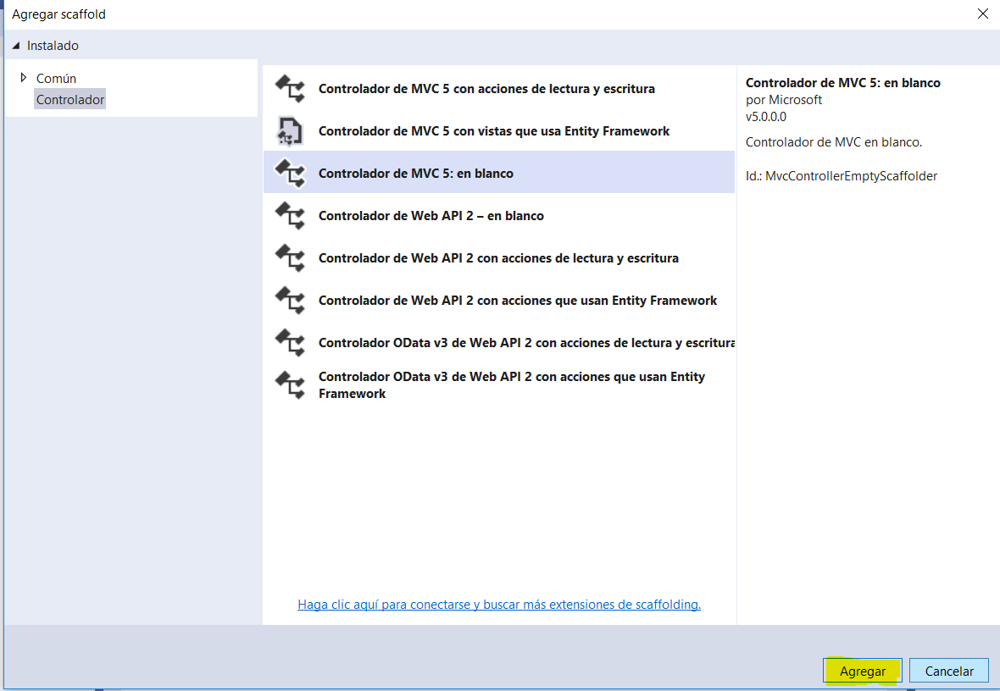 Agregar scaffold
Instalado
Común
Controlador
Controlador de MVC 5 con acciones de lectura y escritura
Controlador de MVC 5 con vistas que usa Entity Framework
Controlador de MVC 5: en blanco
Controlador de Web API 2 – en blanco
Controlador de Web API 2 con acciones de lectura y escritura
Controlador de Web API 2 con acciones que usan Entity Framework
Controlador OData v3 de Web API 2 con acciones de lectura y escritura
Controlador OData v3 de Web API 2 con acciones que usan Entity
Framework
Haga clic aquí para conectarse y buscar más extensiones de scaffolding.
Controlador de MVC 5: en blanco
por Microsoft
v5.0.0.0
Controlador de MVC en blanco.
Id.: MvcControllerEmptyScaffolder
Agregar
Cancelar